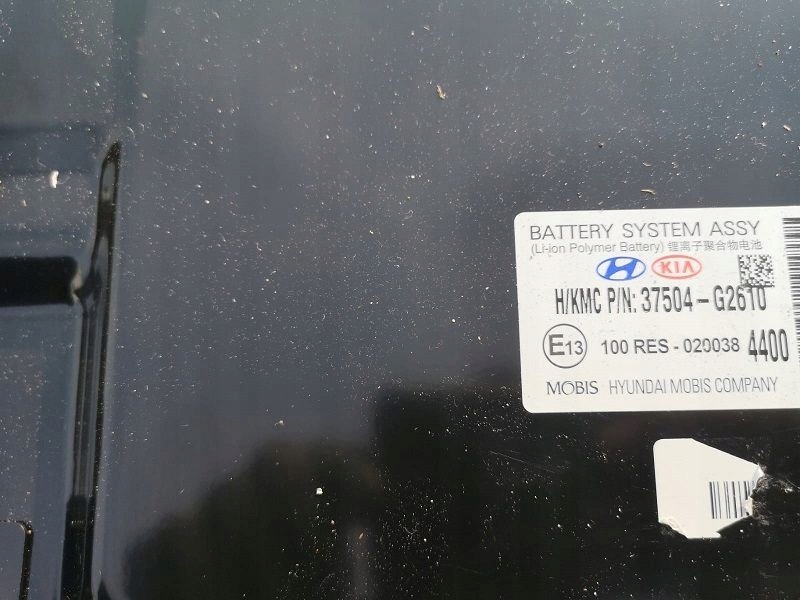 BATTERY SYSTEM ASSY
(Li-ion Polymer Battery) 锂离子聚合物电池
KIA
H/KMC P/N: 37504-G2610
E13 100 RES - 020038 4400
MOBIS HYUNDAI MOBIS COMPANY